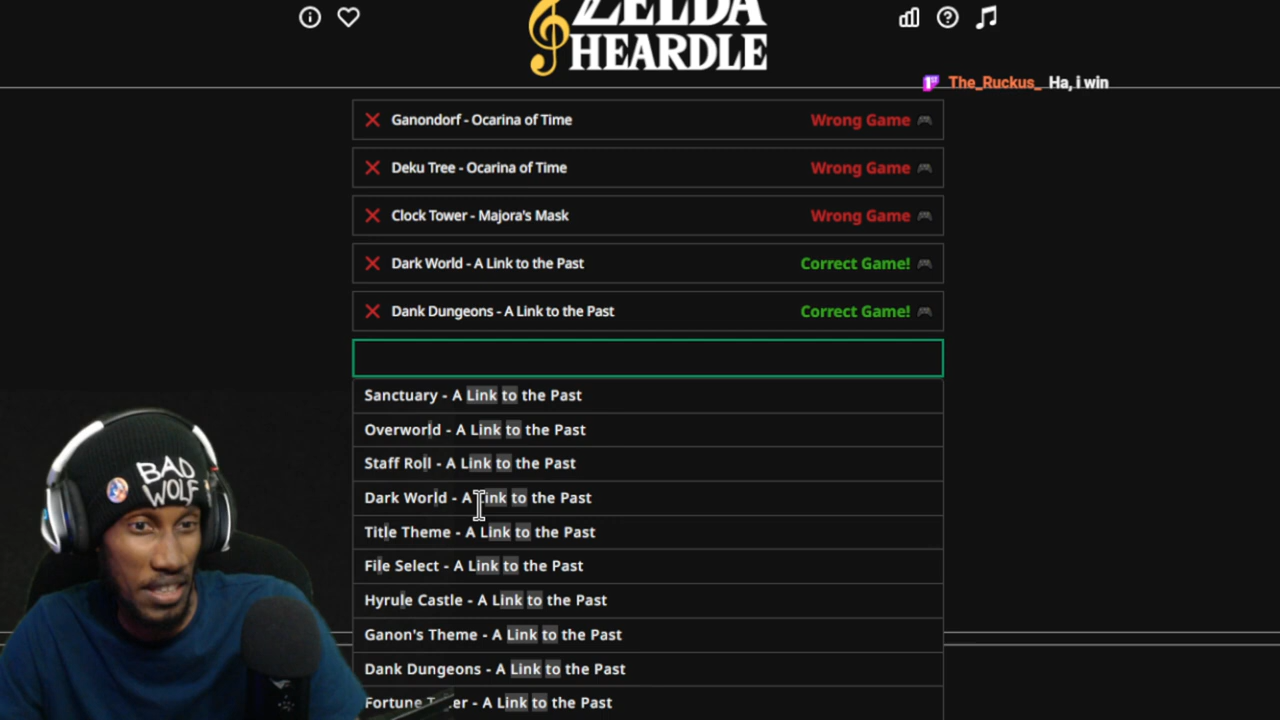 ZELDA
HEARDLE
The_Ruckus_ Ha, i win
Ganondorf - Ocarina of Time Wrong Game
Deku Tree - Ocarina of Time Wrong Game
Clock Tower - Majora's Mask Wrong Game
Dark World - A Link to the Past Correct Game!
Dank Dungeons - A Link to the Past Correct Game!
Sanctuary - A Link to the Past
Overworld - A Link to the Past
Staff Roll - A Link to the Past
Dark World - A Link to the Past
Title Theme - A Link to the Past
File Select - A Link to the Past
Hyrule Castle - A Link to the Past
Ganon's Theme - A Link to the Past
Dank Dungeons - A Link to the Past
Fortune - A Link to the Past
BAD
WOLF